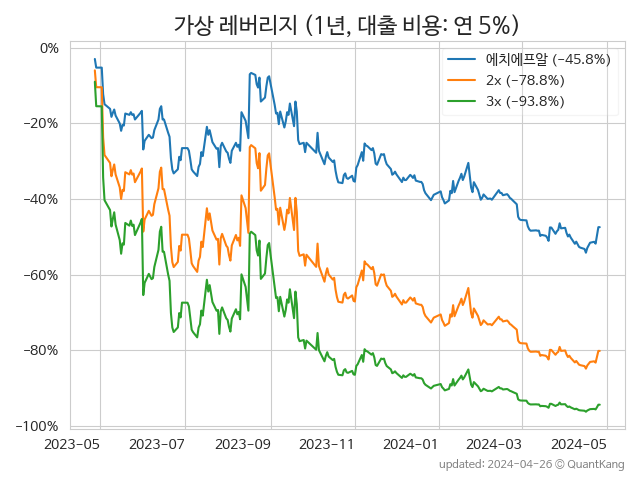 가상 레버리지 (1년, 대출 비용: 연 5%)
0%
−20%
−40%
−60%
−80%
−100%
에치에프알 (−45.8%)
2x (−78.8%)
3x (−93.8%)
2023-05 2023-07 2023-09 2023-11 2024-01 2024-03 2024-05
updated: 2024-04-26 © QuantKang